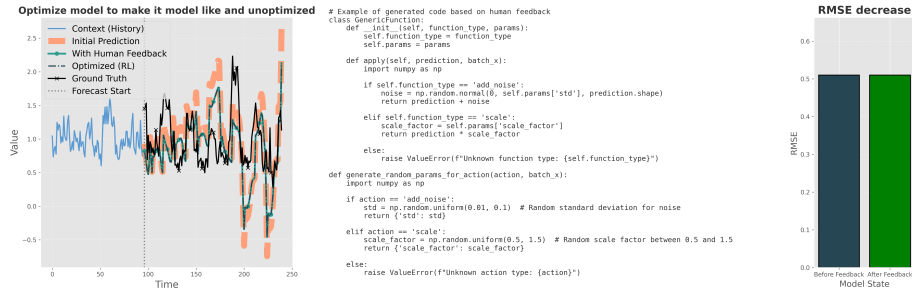 Optimize model to make it model like and unoptimized
Context (History)
Initial Prediction
With Human Feedback
Optimized (RL)
Ground Truth
Forecast Start
Value
2.5
2.0
1.5
1.0
0.5
0.0
−0.5
0 50 100 150 200 250
Time
# Example of generated code based on human feedback
class GenericFunction:
    def __init__(self, function_type, params):
        self.function_type = function_type
        self.params = params

    def apply(self, prediction, batch_x):
        import numpy as np

        if self.function_type == 'add_noise':
            noise = np.random.normal(0, self.params['std'], prediction.shape)
            return prediction + noise

        elif self.function_type == 'scale':
            scale_factor = self.params['scale_factor']
            return prediction * scale_factor

        else:
            raise ValueError(f"Unknown function type: {self.function_type}")

def generate_random_params_for_action(action, batch_x):
    import numpy as np

    if action == 'add_noise':
        std = np.random.uniform(0.01, 0.1)  # Random standard deviation for noise
        return {'std': std}

    elif action == 'scale':
        scale_factor = np.random.uniform(0.5, 1.5)  # Random scale factor between 0.5 and 1.5
        return {'scale_factor': scale_factor}

    else:
        raise ValueError(f"Unknown action type: {action}")
RMSE decrease
RMSE
0.6
0.5
0.4
0.3
0.2
0.1
0.0
Before Feedback After Feedback
Model State